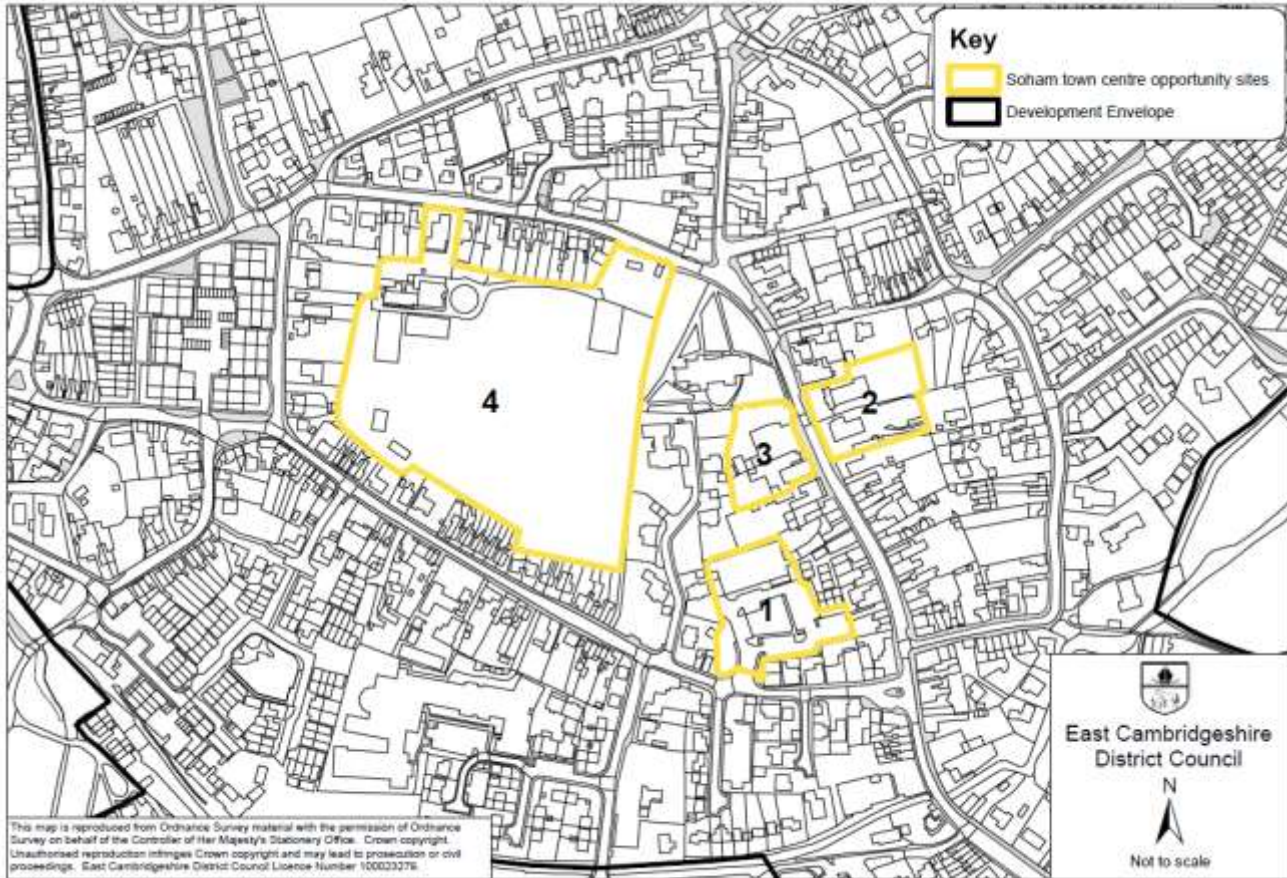 Key
Soham town centre opportunity sites
Development Envelope
4
2
3
1
East Cambridgeshire
District Council
N
Not to scale
This map is reproduced from Ordnance Survey material with the permission of Ordnance
Survey on behalf of the Controller of Her Majesty's Stationery Office. Crown copyright.
Unauthorised reproduction infringes Crown copyright and may lead to prosecution or civil
proceedings. East Cambridgeshire District Council Licence Number 100023279.